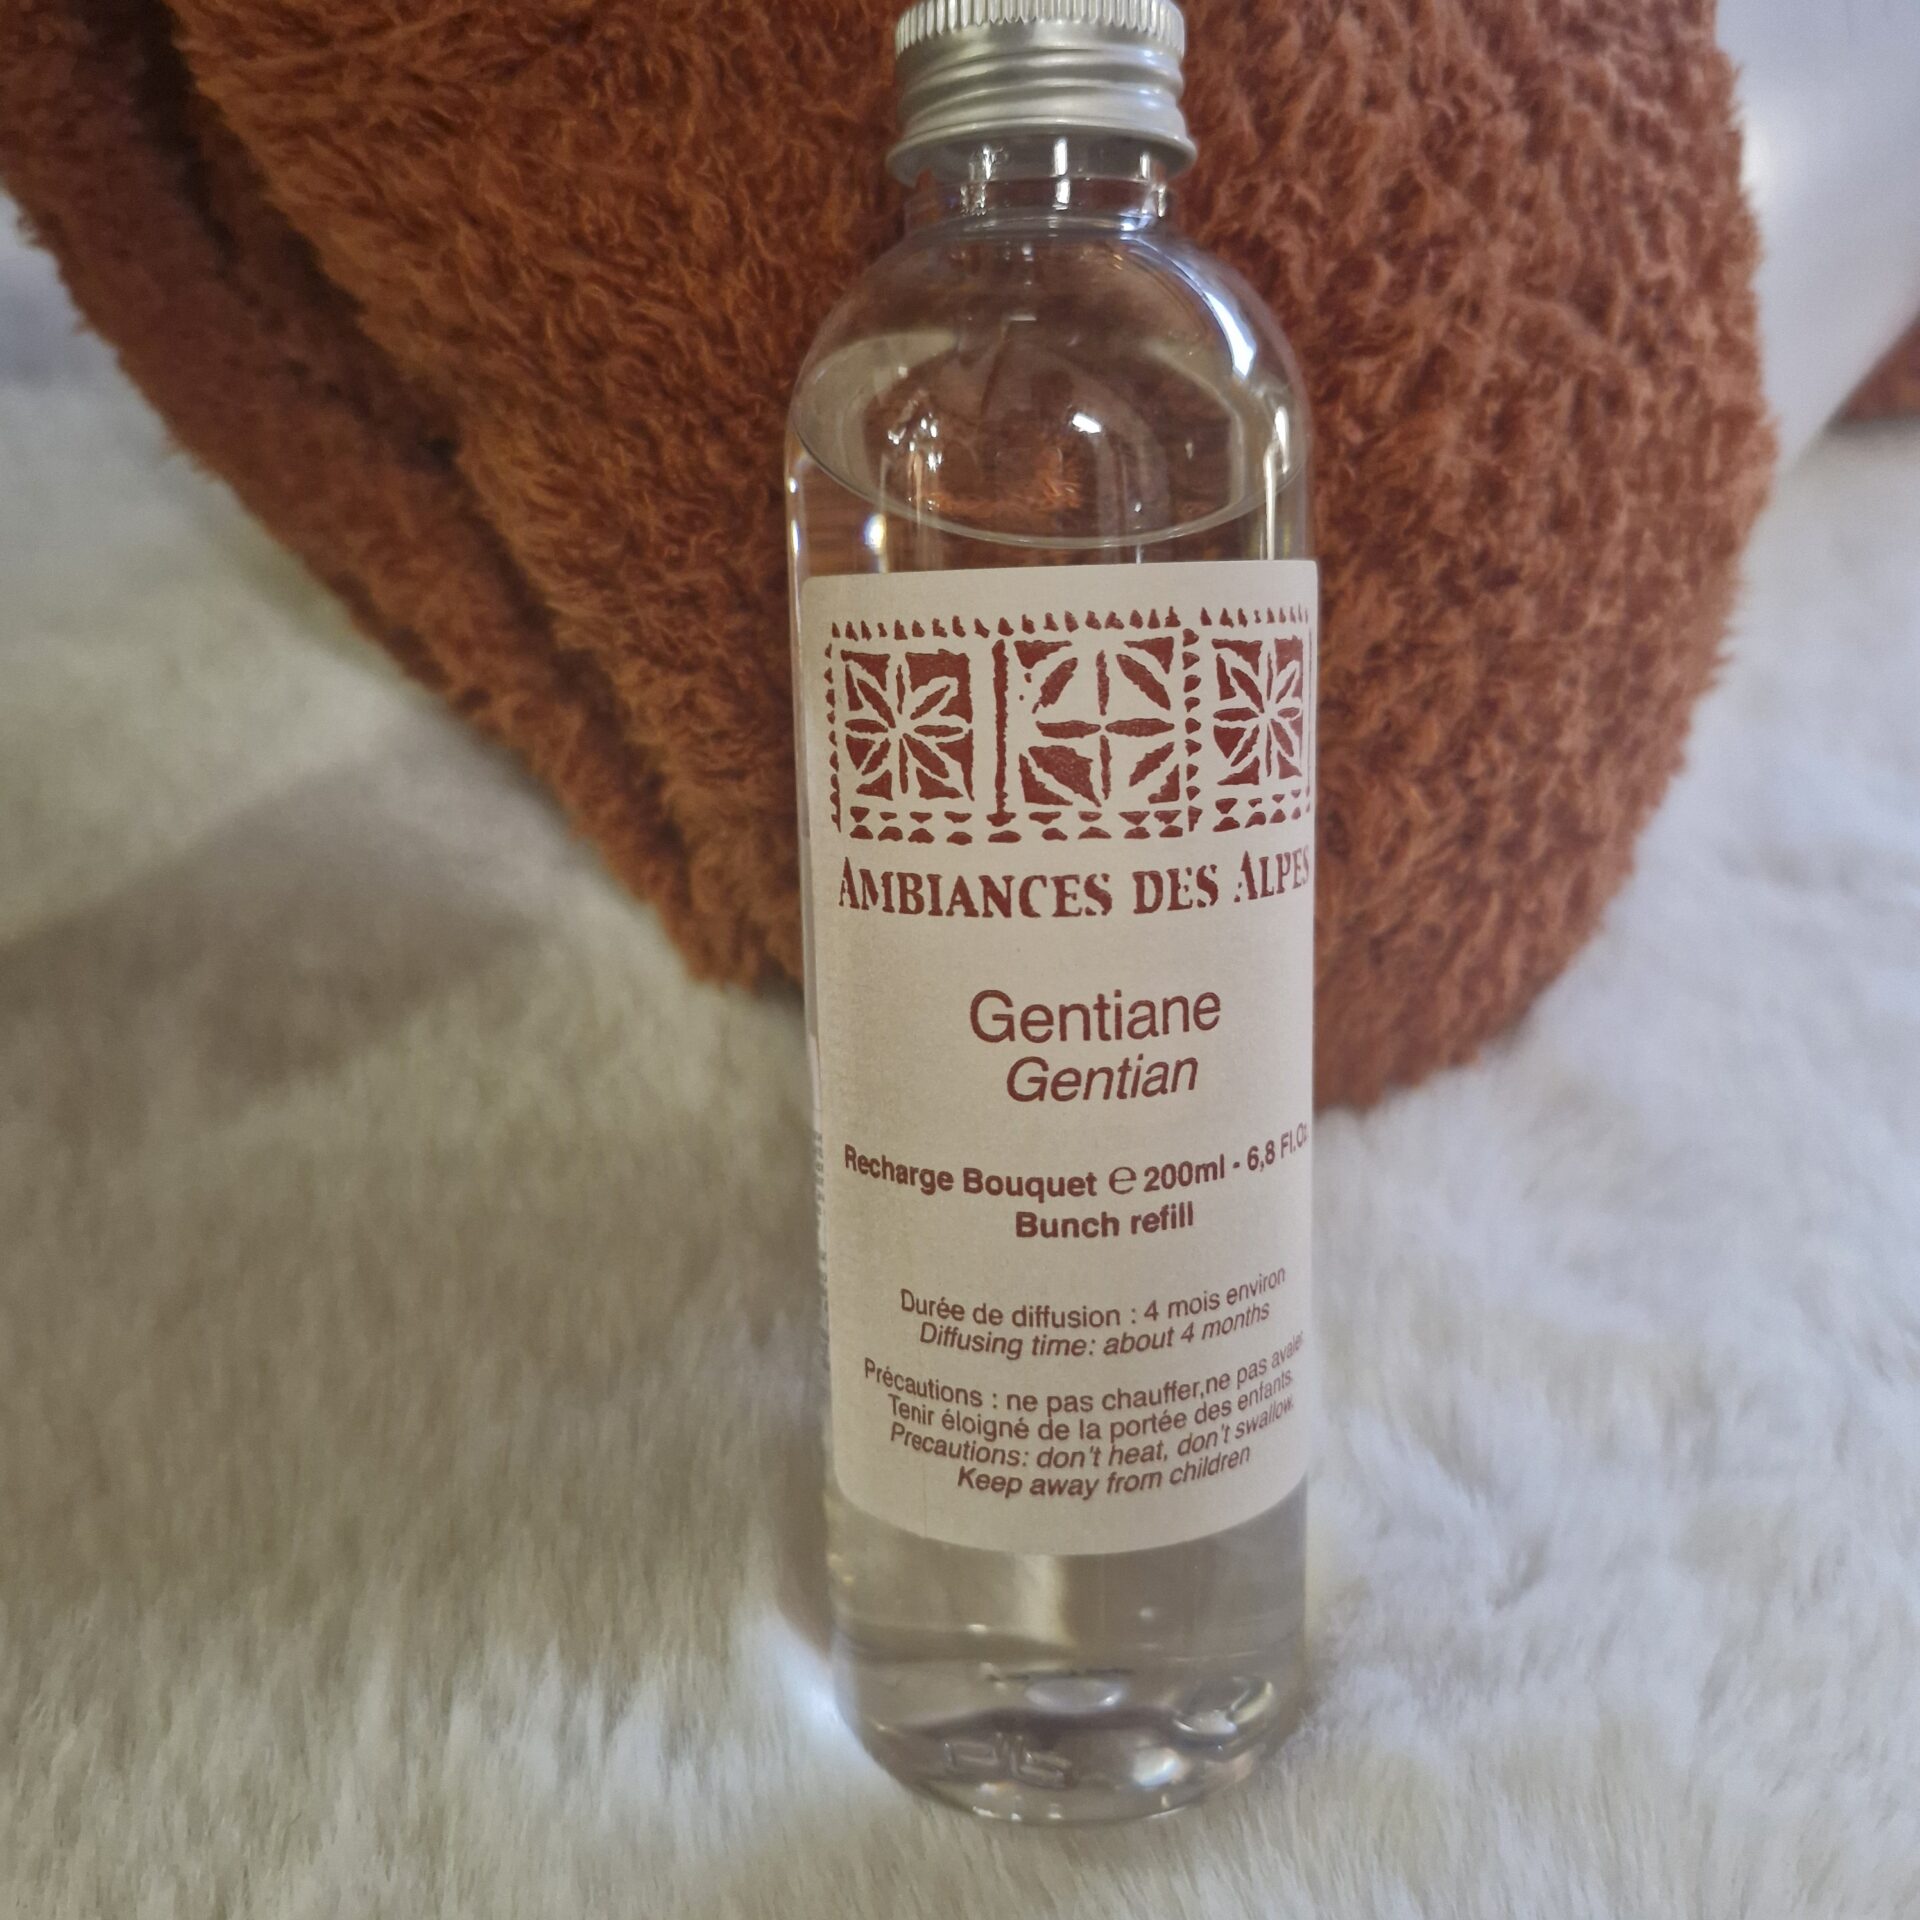 AMBIANCES DES ALPES
Gentiane
Gentian
Recharge Bouquet ℮ 200ml - 6,8 Fl.Oz
Bunch refill
Durée de diffusion : 4 mois environ
Diffusing time: about 4 months
Précautions : ne pas chauffer,ne pas avaler
Tenir éloigné de la portée des enfants.
Precautions: don't heat, don't swallow.
Keep away from children